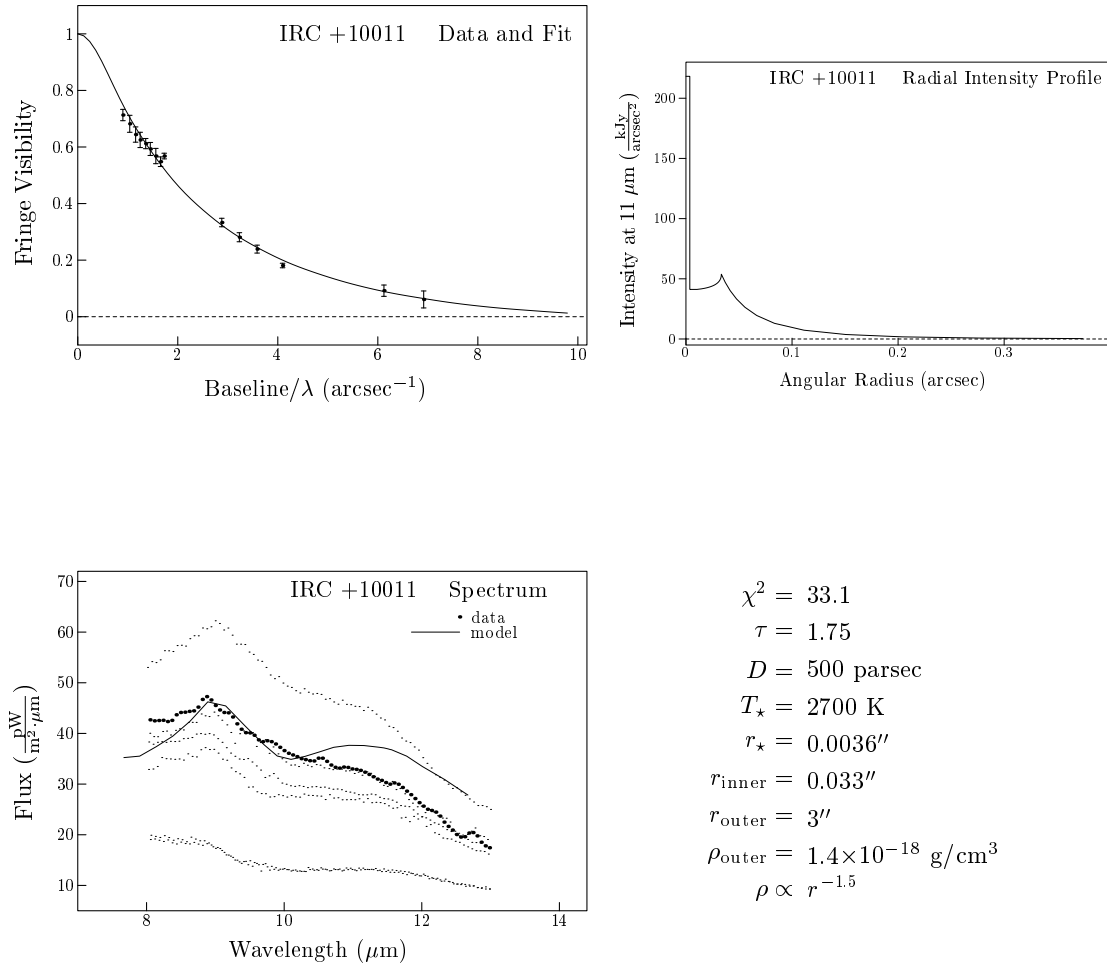 IRC +10011 Data and Fit
1
0.8
0.6
0.4
0.2
0
Fringe Visibility
0 2 4 6 8 10
Baseline/λ (arcsec⁻¹)
IRC +10011 Radial Intensity Profile
200
150
100
50
0
Intensity at 11 μm (kJy/arcsec²)
0 0.1 0.2 0.3
Angular Radius (arcsec)
IRC +10011 Spectrum
data
model
70
60
50
40
30
20
10
Flux (pW/m²·μm)
8 10 12 14
Wavelength (μm)
χ² = 33.1
τ = 1.75
D = 500 parsec
T⋆ = 2700 K
r⋆ = 0.0036″
r_inner = 0.033″
r_outer = 3″
ρ_outer = 1.4×10⁻¹⁸ g/cm³
ρ ∝ r^−1.5